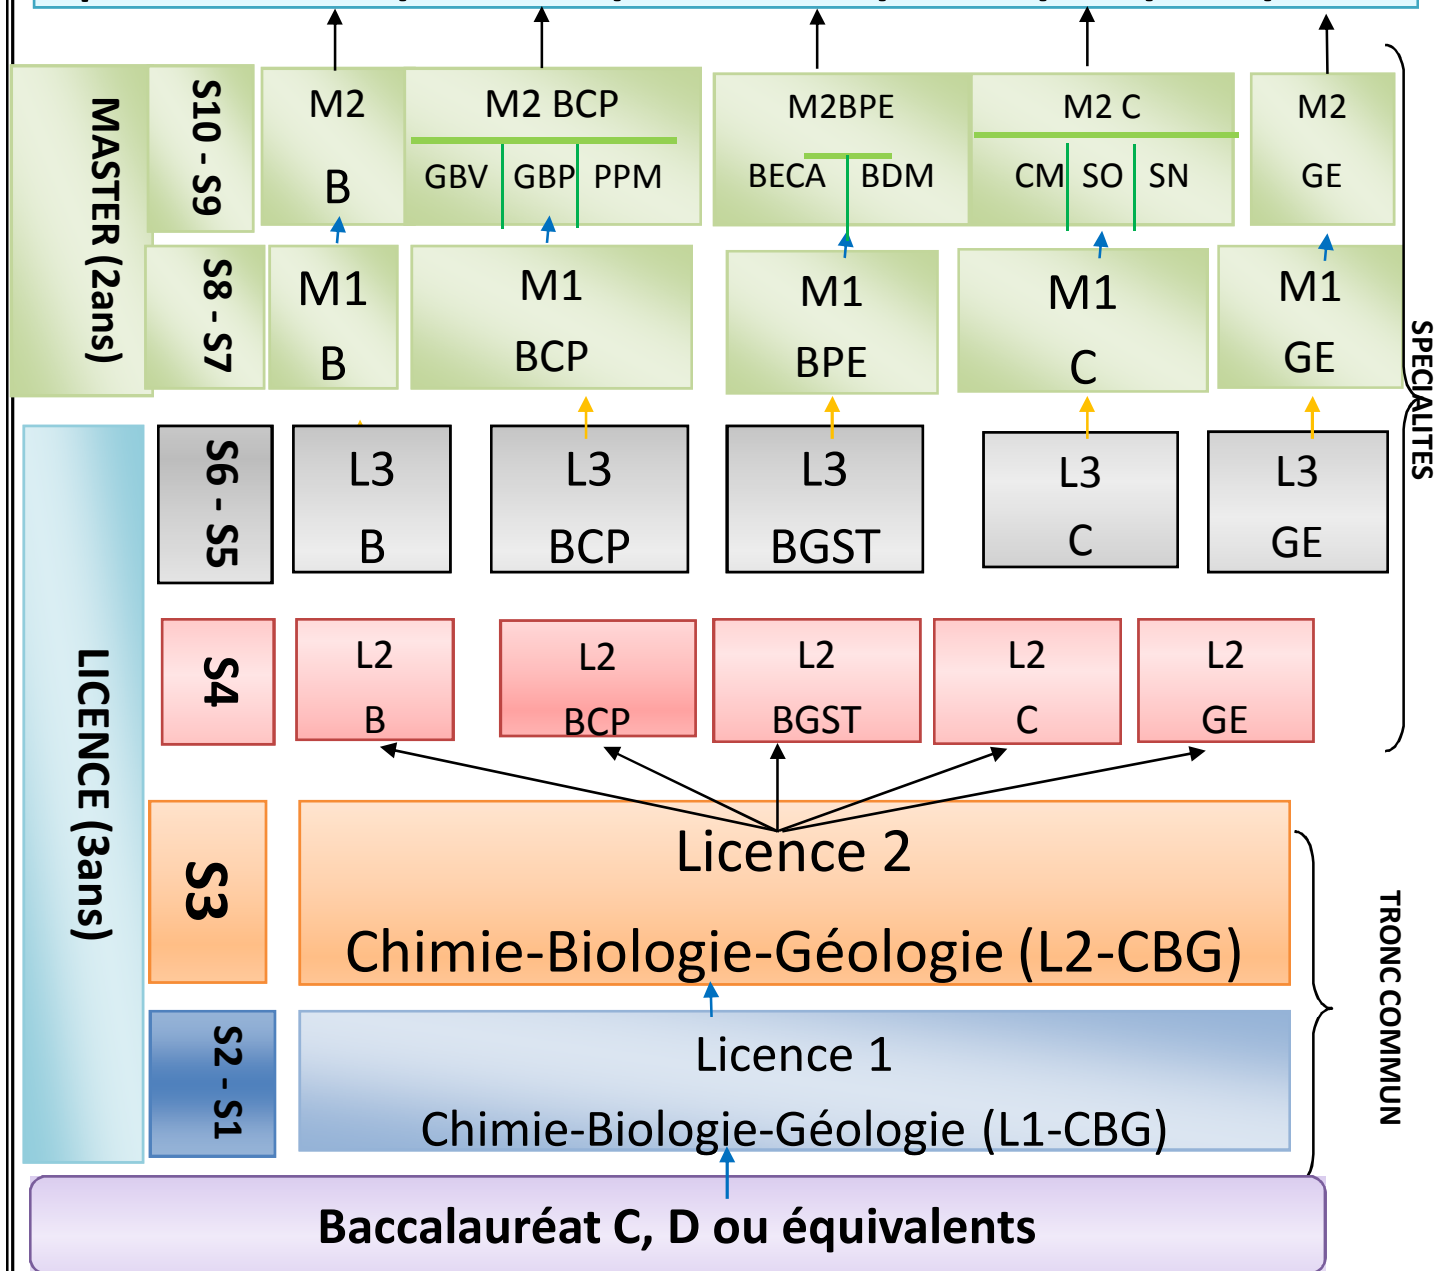 MASTER (2ans)
S10 - S9
M2
B
M2 BCP
GBV GBP PPM
M2BPE
BECA BDM
M2 C
CM SO SN
M2
GE
S8 - S7
M1
B
M1
BCP
M1
BPE
M1
C
M1
GE
SPECIALITES
LICENCE (3ans)
S6 - S5
L3
B
L3
BCP
L3
BGST
L3
C
L3
GE
S4
L2
B
L2
BCP
L2
BGST
L2
C
L2
GE
S3
Licence 2
Chimie-Biologie-Géologie (L2-CBG)
TRONC COMMUN
S2 - S1
Licence 1
Chimie-Biologie-Géologie (L1-CBG)
Baccalauréat C, D ou équivalents